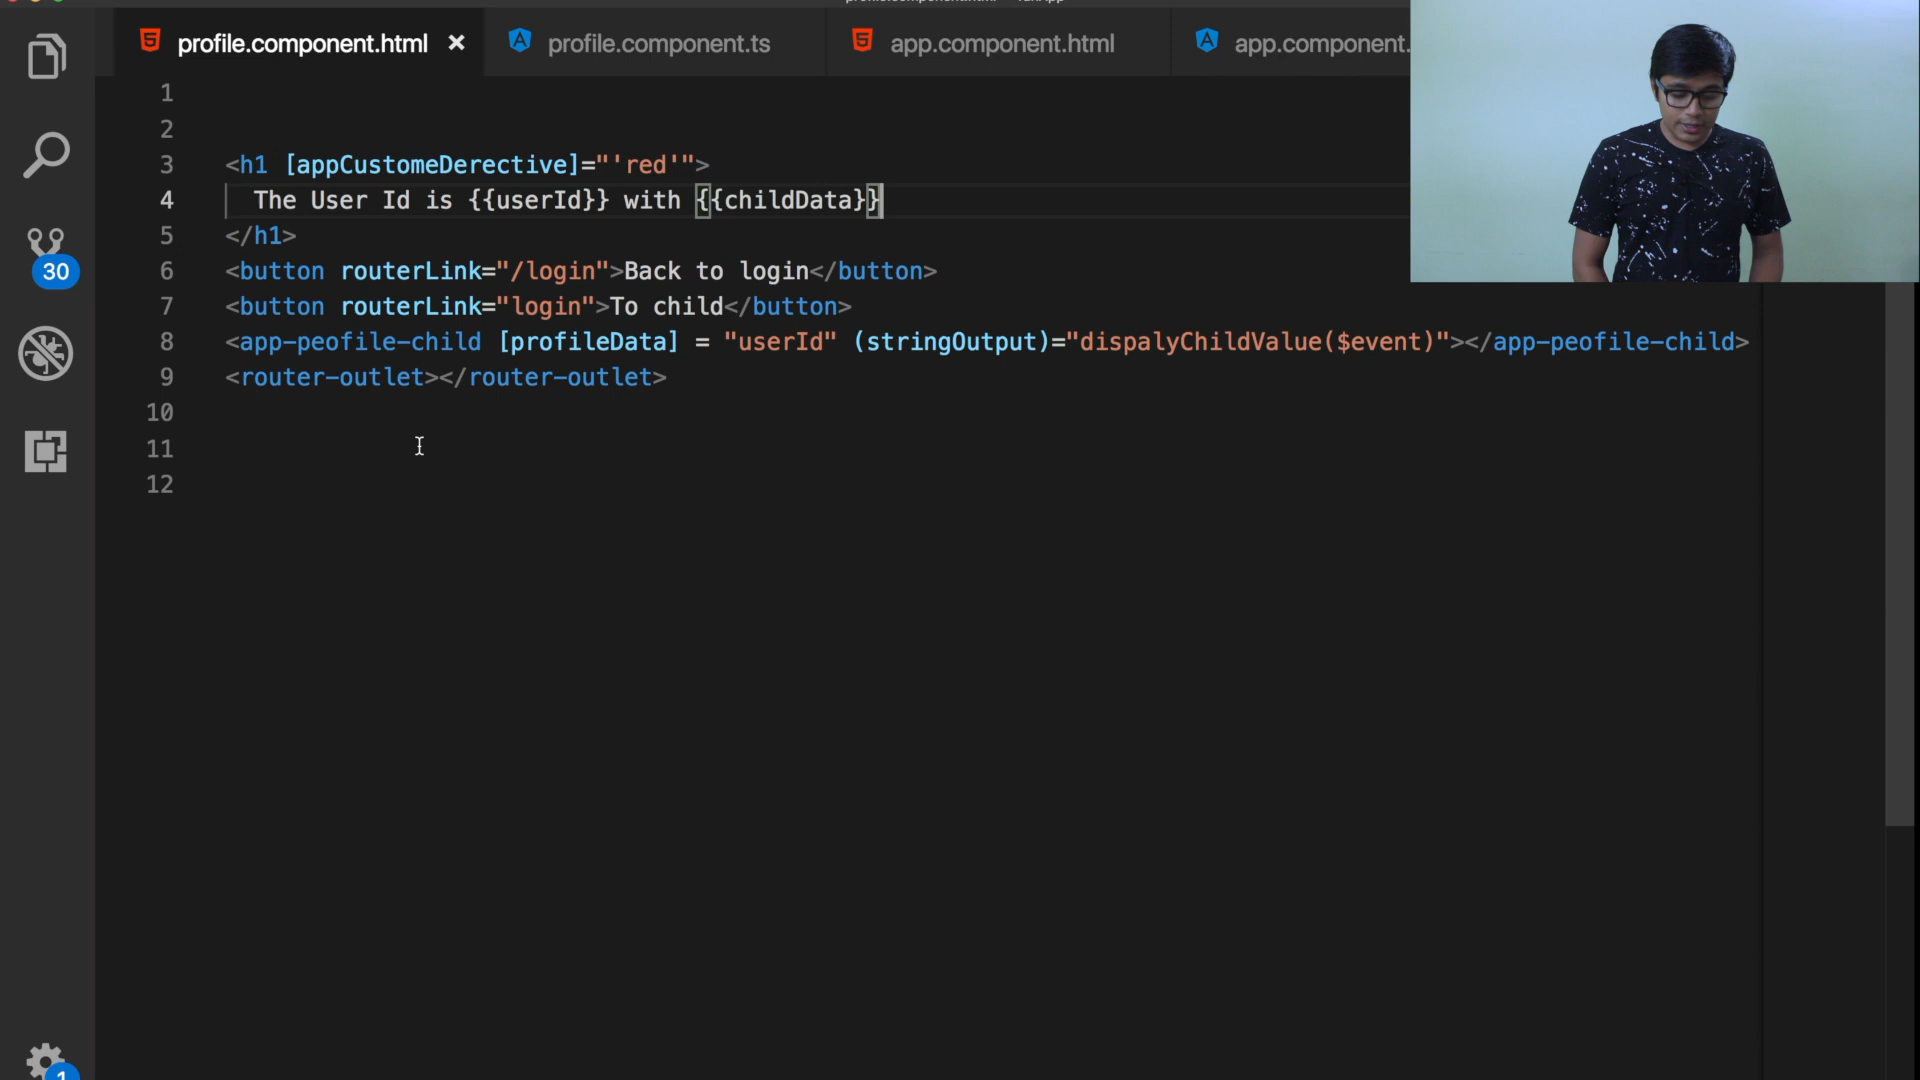 profile.component.html
profile.component.ts
app.component.html
app.component.
1
2
3 <h1 [appCustomeDerective]="'red'">
4 The User Id is {{userId}} with {{childData}}
5 </h1>
6 <button routerLink="/login">Back to login</button>
7 <button routerLink="login">To child</button>
8 <app-peofile-child [profileData] = "userId" (stringOutput)="dispalyChildValue($event)"></app-peofile-child>
9 <router-outlet></router-outlet>
10
11
12
30
1